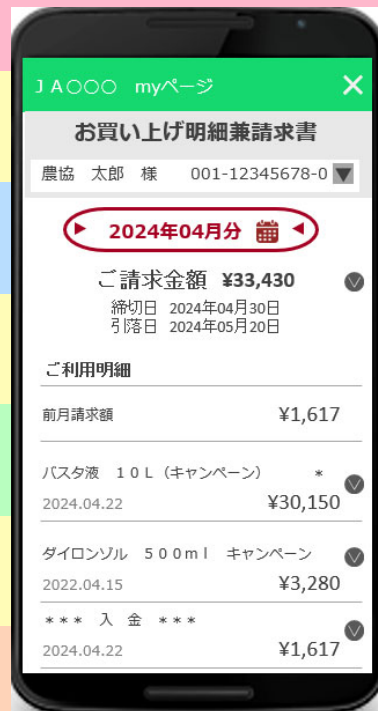 JA○○○ myページ ×
お買い上げ明細兼請求書
農協 太郎 様 001-12345678-0 ▼
▶ 2024年04月分 ◀
ご請求金額 ¥33,430
締切日 2024年04月30日
引落日 2024年05月20日
ご利用明細
前月請求額 ¥1,617
バスタ液 10L(キャンペーン) *
2024.04.22 ¥30,150
ダイロンゾル 500ml キャンペーン
2022.04.15 ¥3,280
*** 入 金 ***
2024.04.22 ¥1,617